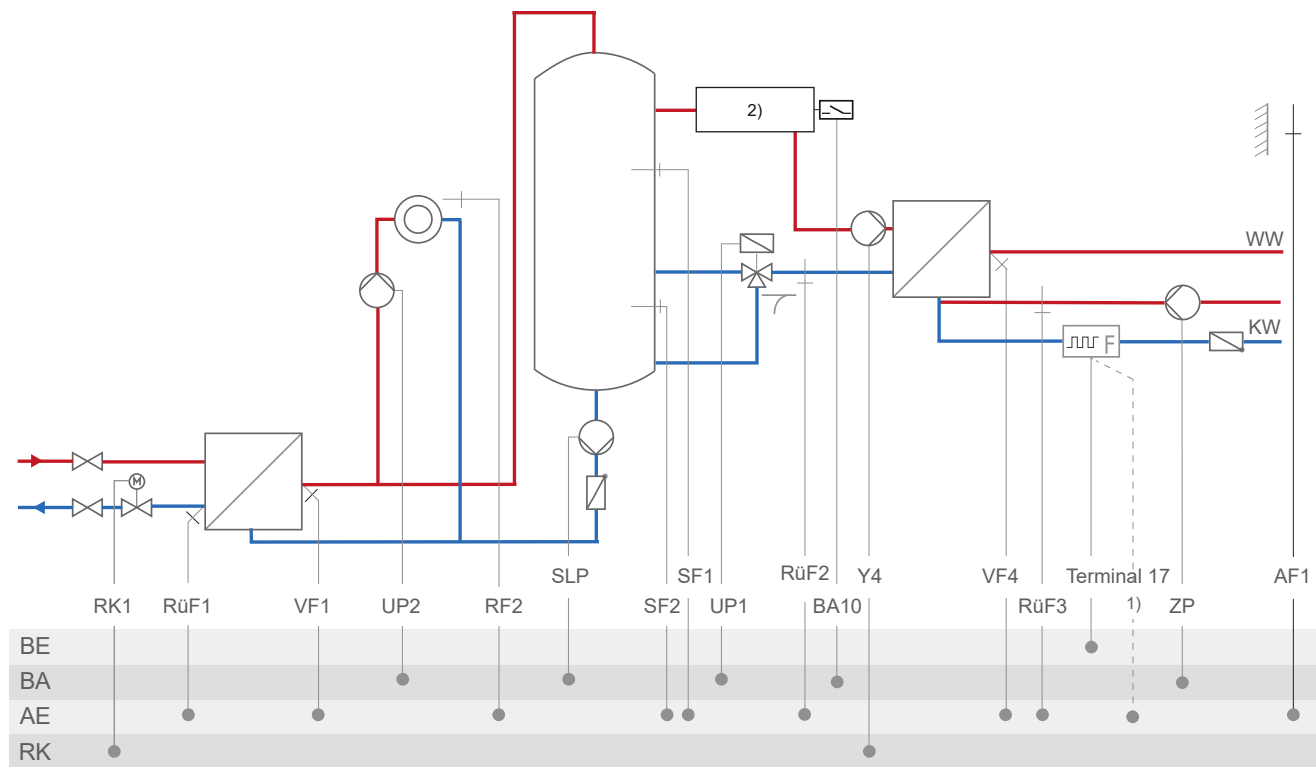 2)
WW
KW
F
M
SLP
SF1
RüF2
Y4
VF4
Terminal 17
AF1
RK1
RüF1
VF1
UP2
RF2
SF2
UP1
BA10
RüF3
1)
ZP
BE
BA
AE
RK